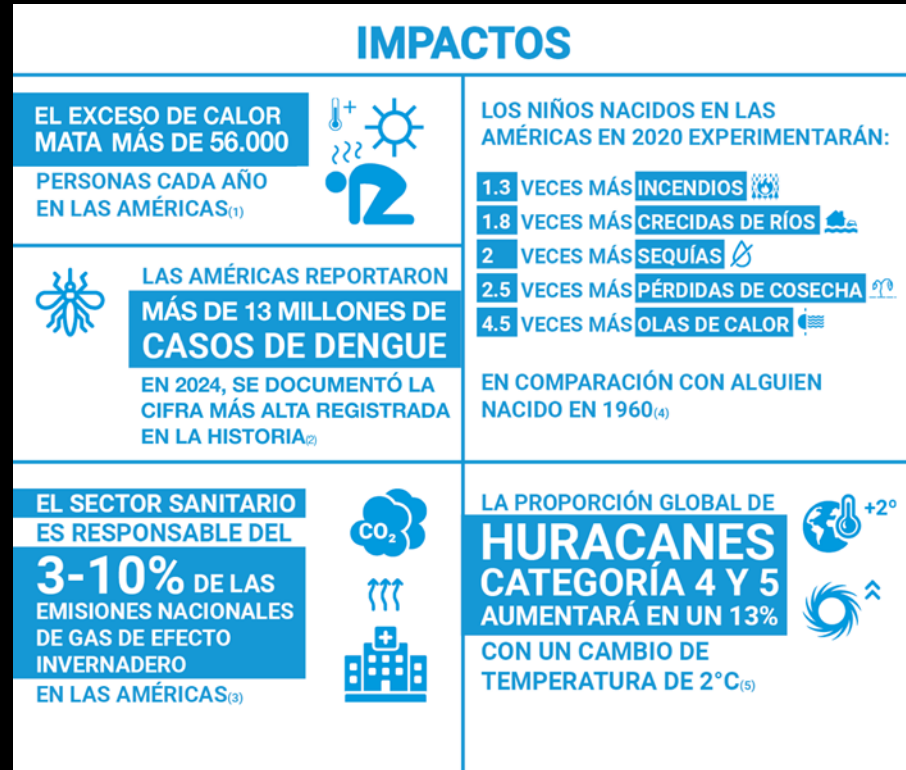 IMPACTOS
EL EXCESO DE CALOR
MATA MÁS DE 56.000
PERSONAS CADA AÑO
EN LAS AMÉRICAS(1)
LAS AMÉRICAS REPORTARON
MÁS DE 13 MILLONES DE
CASOS DE DENGUE
EN 2024, SE DOCUMENTÓ LA
CIFRA MÁS ALTA REGISTRADA
EN LA HISTORIA(2)
EL SECTOR SANITARIO
ES RESPONSABLE DEL
3-10% DE LAS
EMISIONES NACIONALES
DE GAS DE EFECTO
INVERNADERO
EN LAS AMÉRICAS(3)
CO₂
LOS NIÑOS NACIDOS EN LAS
AMÉRICAS EN 2020 EXPERIMENTARÁN:
1.3 VECES MÁS INCENDIOS
1.8 VECES MÁS CRECIDAS DE RÍOS
2 VECES MÁS SEQUÍAS
2.5 VECES MÁS PÉRDIDAS DE COSECHA
4.5 VECES MÁS OLAS DE CALOR
EN COMPARACIÓN CON ALGUIEN
NACIDO EN 1960(4)
LA PROPORCIÓN GLOBAL DE
HURACANES
CATEGORÍA 4 Y 5
AUMENTARÁ EN UN 13%
CON UN CAMBIO DE
TEMPERATURA DE 2°C(5)
+2º